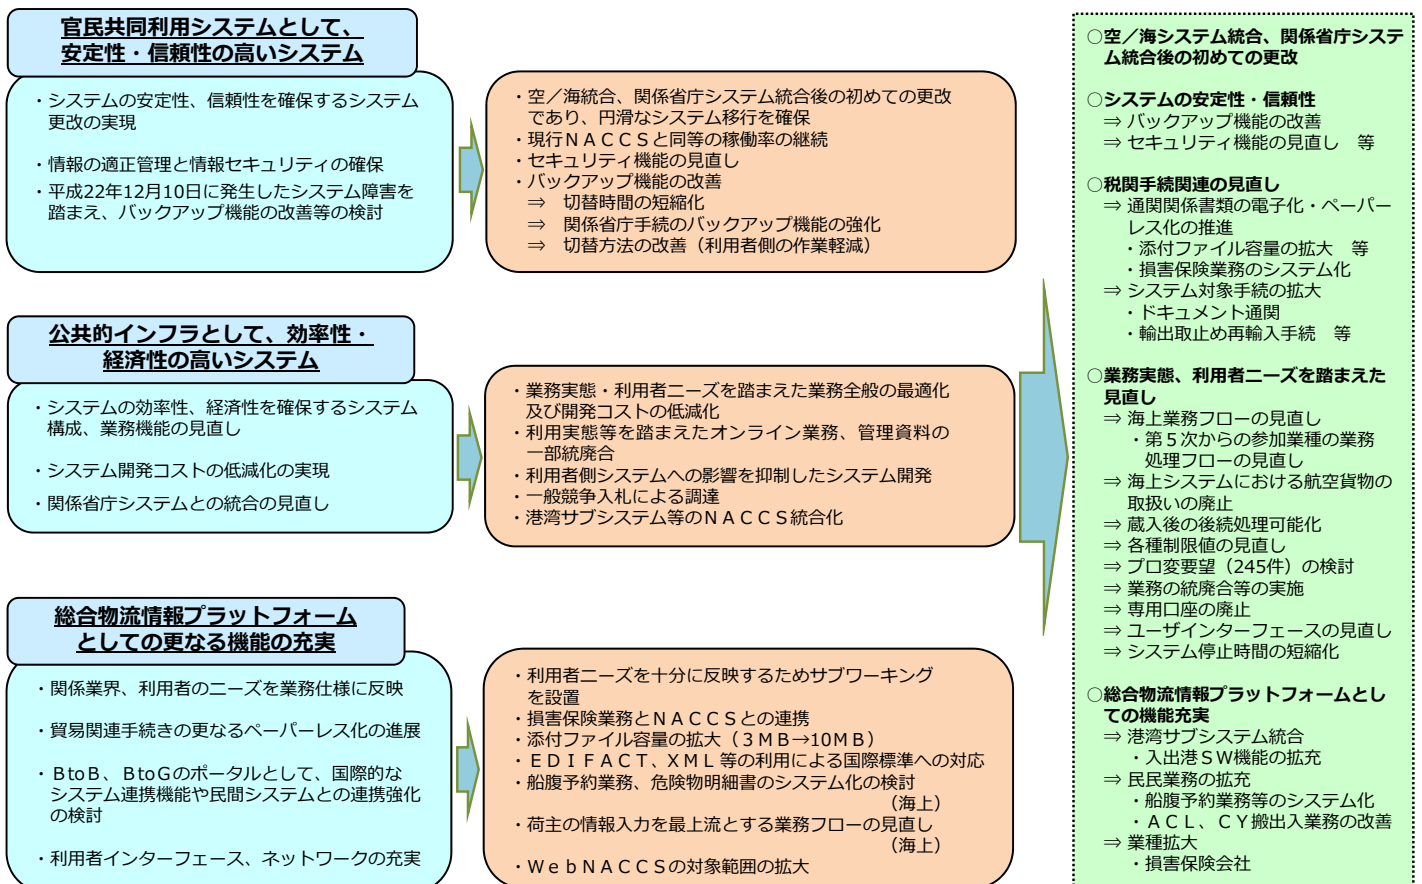 官民共同利用システムとして、
安定性・信頼性の高いシステム
・システムの安定性、信頼性を確保するシステム
更改の実現
・情報の適正管理と情報セキュリティの確保
・平成22年12月10日に発生したシステム障害を
踏まえ、バックアップ機能の改善等の検討
・空／海統合、関係省庁システム統合後の初めての更改
であり、円滑なシステム移行を確保
・現行ＮＡＣＣＳと同等の稼働率の継続
・セキュリティ機能の見直し
・バックアップ機能の改善
⇒　切替時間の短縮化
⇒　関係省庁手続のバックアップ機能の強化
⇒　切替方法の改善（利用者側の作業軽減）
公共的インフラとして、効率性・
経済性の高いシステム
・システムの効率性、経済性を確保するシステム
構成、業務機能の見直し
・システム開発コストの低減化の実現
・関係省庁システムとの統合の見直し
・業務実態・利用者ニーズを踏まえた業務全般の最適化
及び開発コストの低減化
・利用実態等を踏まえたオンライン業務、管理資料の
一部統廃合
・利用者側システムへの影響を抑制したシステム開発
・一般競争入札による調達
・港湾サブシステム等のＮＡＣＣＳ統合化
総合物流情報プラットフォーム
としての更なる機能の充実
・関係業界、利用者のニーズを業務仕様に反映
・貿易関連手続きの更なるペーパーレス化の進展
・ＢtoＢ、ＢtoＧのポータルとして、国際的な
システム連携機能や民間システムとの連携強化
の検討
・利用者インターフェース、ネットワークの充実
・利用者ニーズを十分に反映するためサブワーキング
を設置
・損害保険業務とＮＡＣＣＳとの連携
・添付ファイル容量の拡大（３ＭＢ→10ＭＢ）
・ＥＤＩＦＡＣＴ、ＸＭＬ等の利用による国際標準への対応
・船腹予約業務、危険物明細書のシステム化の検討
（海上）
・荷主の情報入力を最上流とする業務フローの見直し
（海上）
・ＷｅｂＮＡＣＣＳの対象範囲の拡大
○空／海システム統合、関係省庁システ
ム統合後の初めての更改
○システムの安定性・信頼性
⇒ バックアップ機能の改善
⇒ セキュリティ機能の見直し　等
○税関手続関連の見直し
⇒ 通関関係書類の電子化・ペーパー
レス化の推進
・添付ファイル容量の拡大　等
・損害保険業務のシステム化
⇒ システム対象手続の拡大
・ドキュメント通関
・輸出取止め再輸入手続　等
○業務実態、利用者ニーズを踏まえた
見直し
⇒ 海上業務フローの見直し
・第５次からの参加業種の業務
処理フローの見直し
⇒ 海上システムにおける航空貨物の
取扱いの廃止
⇒ 蔵入後の後続処理可能化
⇒ 各種制限値の見直し
⇒ プロ変要望（245件）の検討
⇒ 業務の統廃合等の実施
⇒ 専用口座の廃止
⇒ ユーザインターフェースの見直し
⇒ システム停止時間の短縮化
○総合物流情報プラットフォームとし
ての機能充実
⇒ 港湾サブシステム統合
・入出港ＳＷ機能の拡充
⇒ 民民業務の拡充
・船腹予約業務等のシステム化
・ＡＣＬ、ＣＹ搬出入業務の改善
⇒ 業種拡大
・損害保険会社